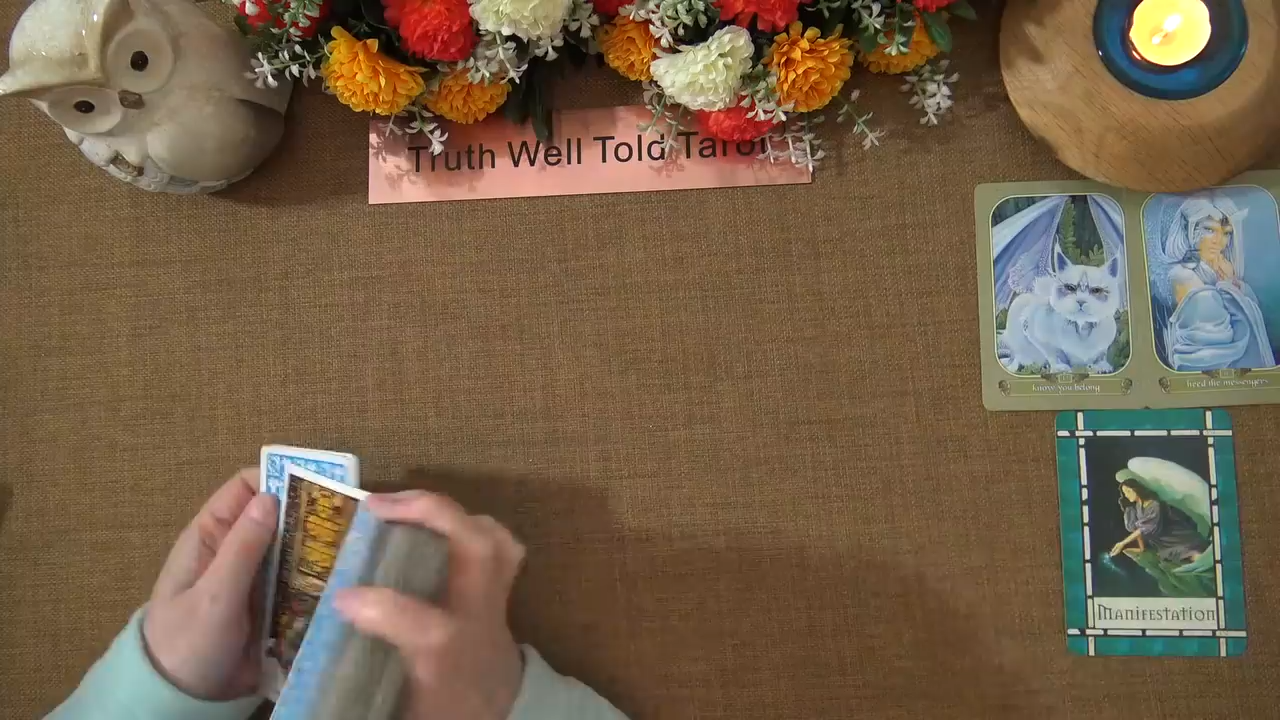 Truth Well Told Tarot
know you belong
heed the messengers
Manifestation